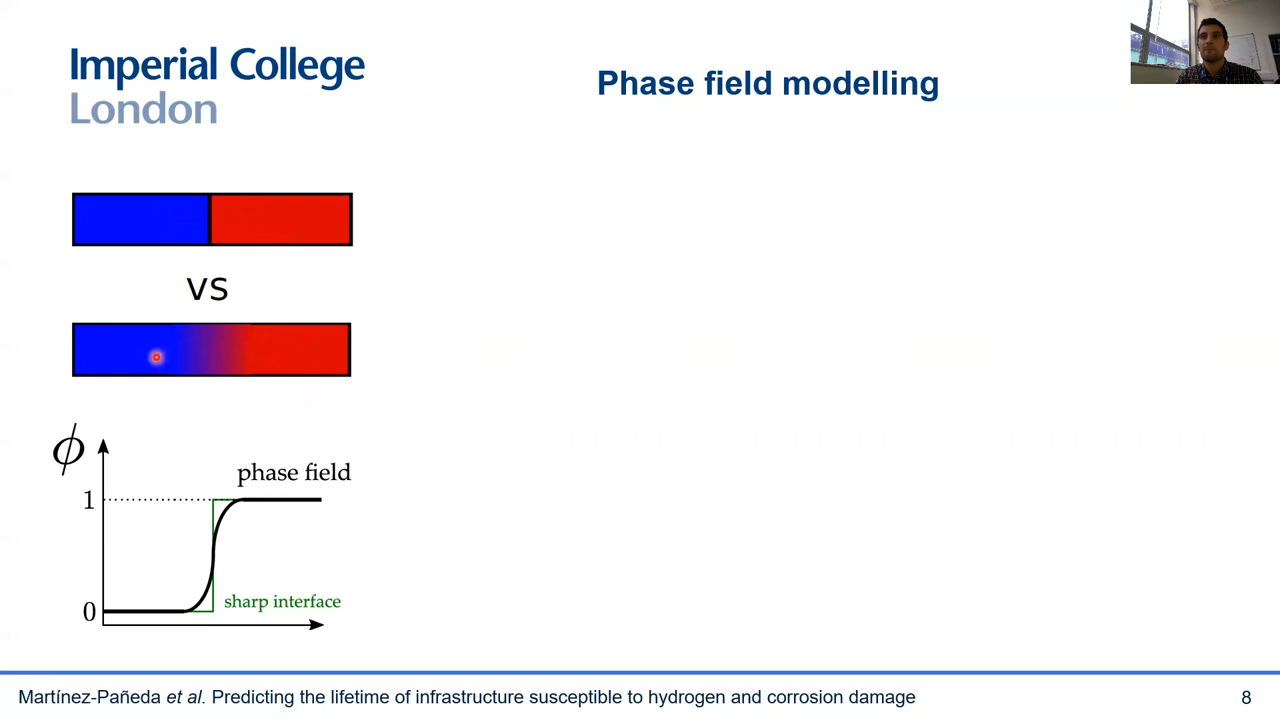 Imperial College
London
Phase field modelling
vs
ϕ
phase field
1
sharp interface
0
Martínez-Pañeda et al. Predicting the lifetime of infrastructure susceptible to hydrogen and corrosion damage
8